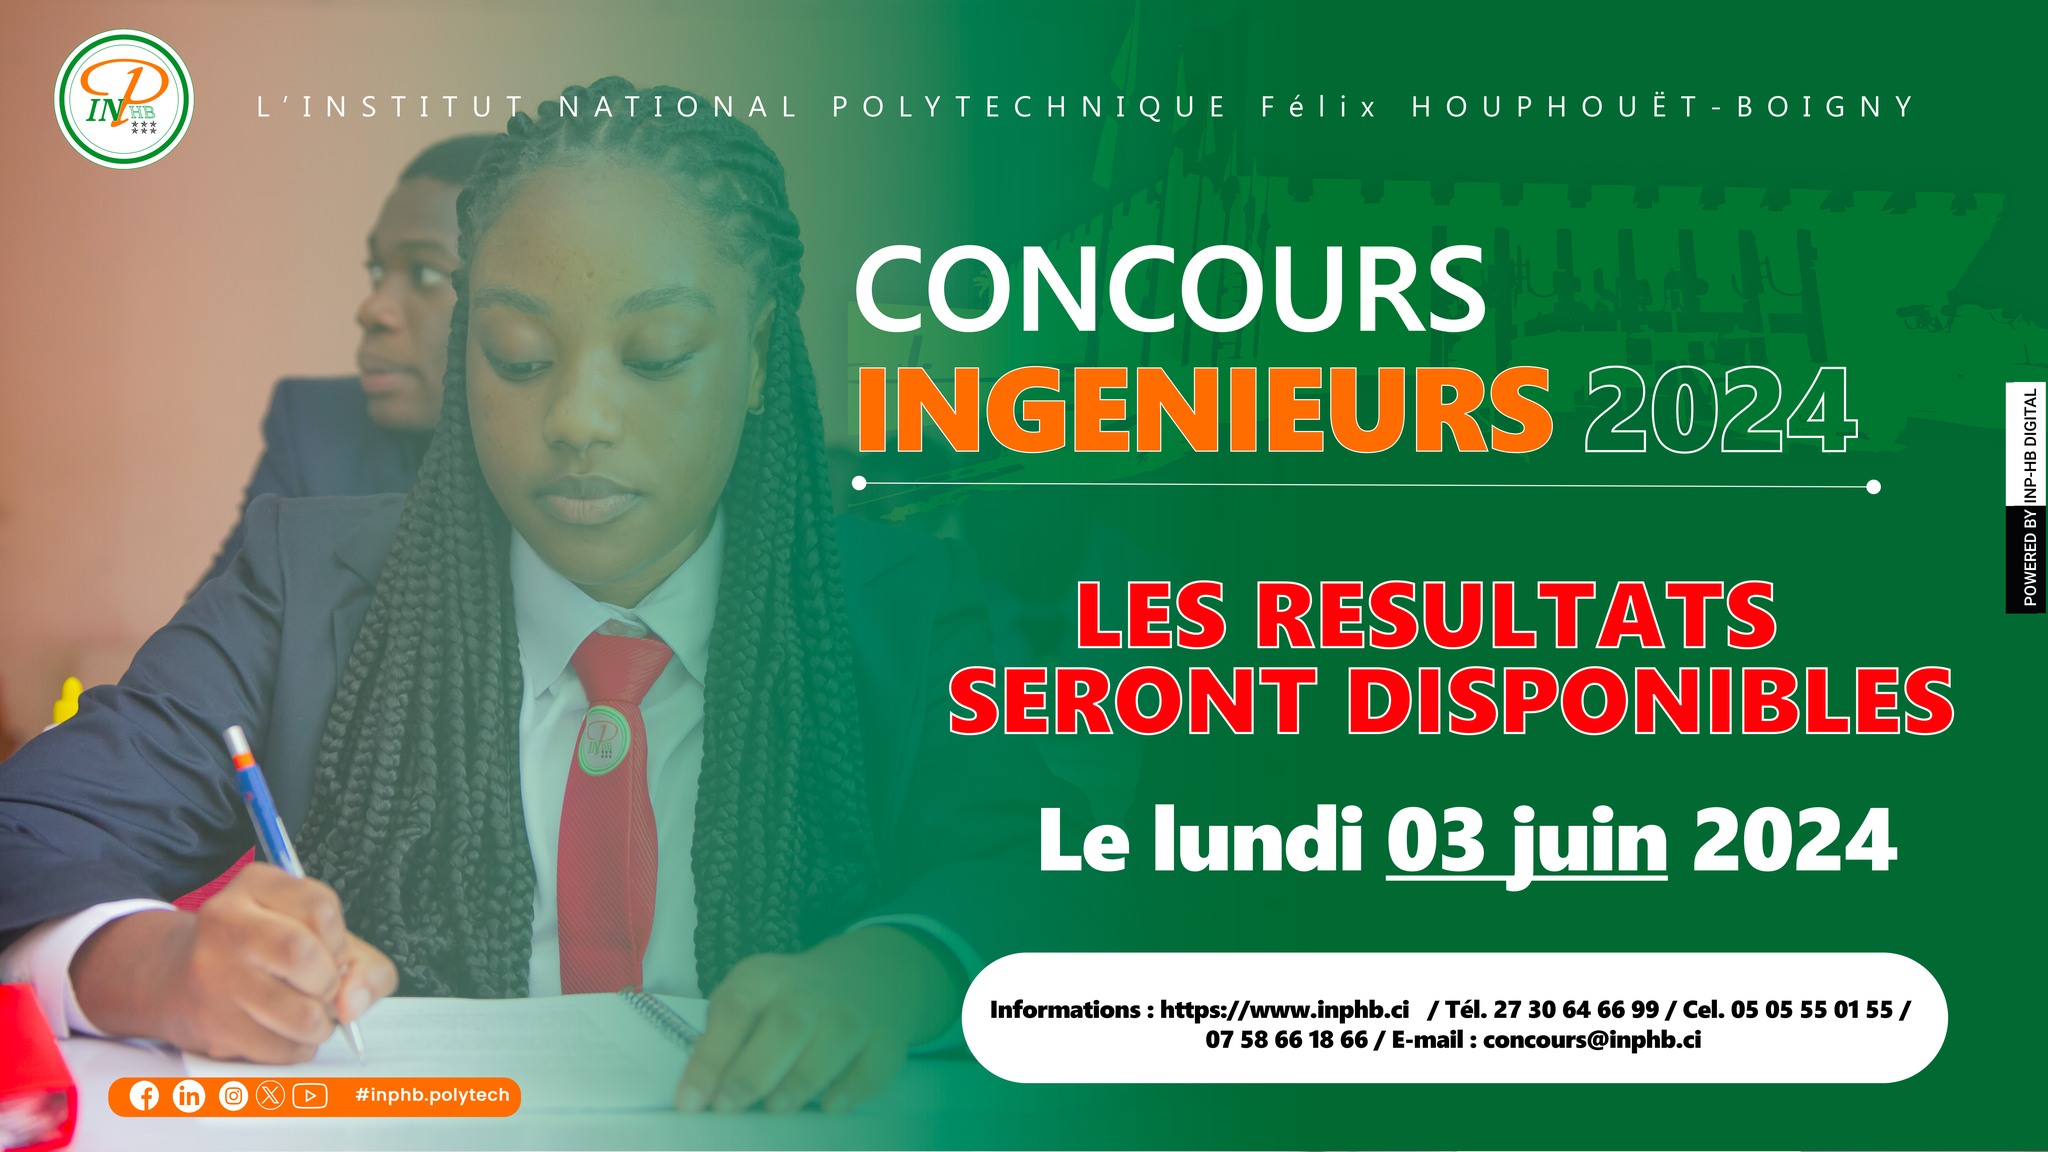 INPHB
L'INSTITUT NATIONAL POLYTECHNIQUE Félix HOUPHOUËT-BOIGNY
CONCOURS
INGENIEURS 2024
LES RESULTATS
SERONT DISPONIBLES
Le lundi 03 juin 2024
Informations : https://www.inphb.ci / Tél. 27 30 64 66 99 / Cel. 05 05 55 01 55 /
07 58 66 18 66 / E-mail : concours@inphb.ci
#inphb.polytech
POWERED BY INP-HB DIGITAL
INPHB